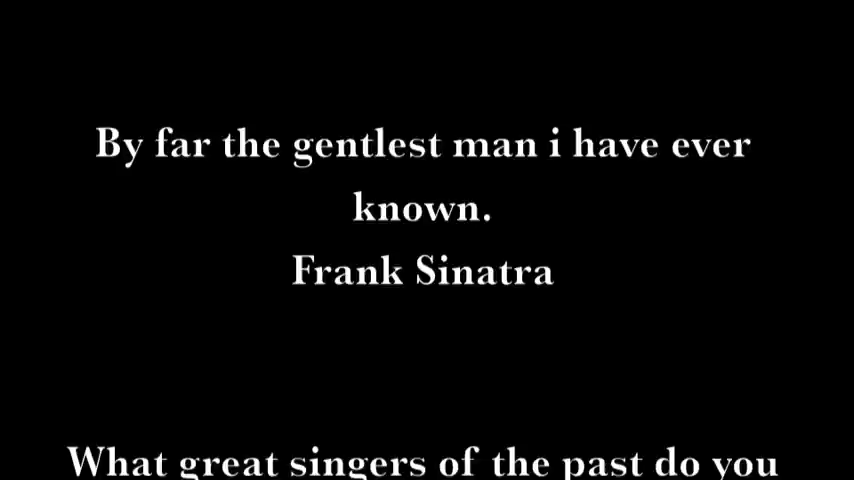 By far the gentlest man i have ever
known.
Frank Sinatra
What great singers of the past do you